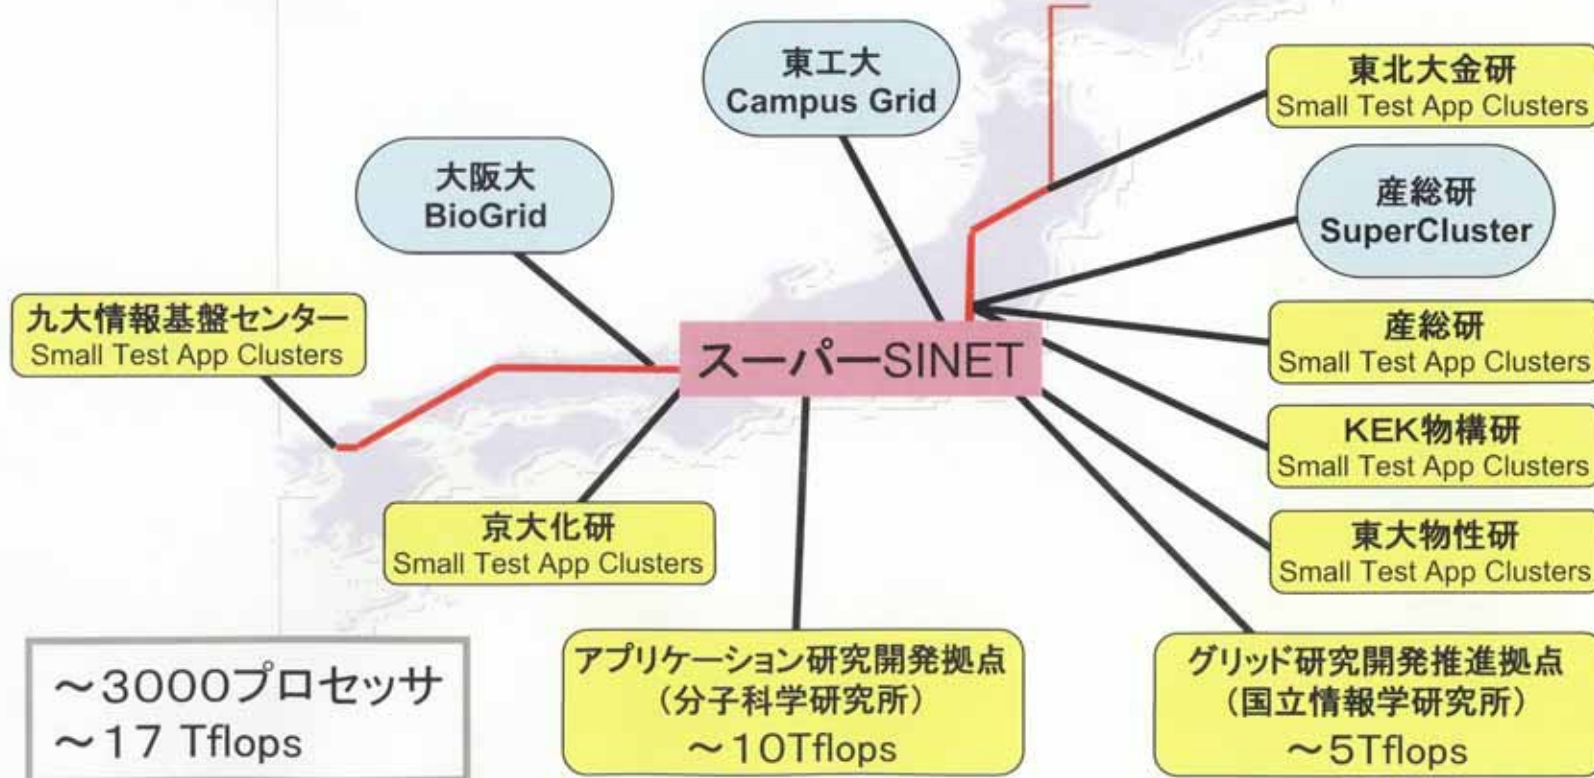 東工大
Campus Grid
東北大金研
Small Test App Clusters
大阪大
BioGrid
産総研
SuperCluster
九大情報基盤センター
Small Test App Clusters
スーパーSINET
産総研
Small Test App Clusters
KEK物構研
Small Test App Clusters
京大化研
Small Test App Clusters
東大物性研
Small Test App Clusters
~3000プロセッサ
~17 Tflops
アプリケーション研究開発拠点
(分子科学研究所)
~10Tflops
グリッド研究開発推進拠点
(国立情報学研究所)
~5Tflops